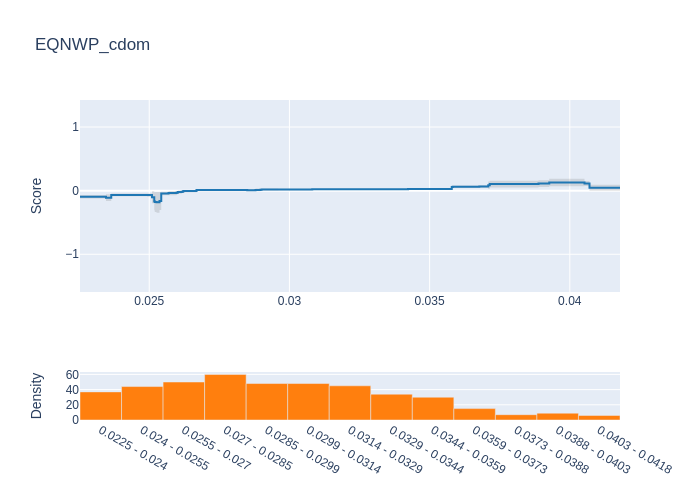 EQNWP_cdom
Score
1
0
−1
0.025 0.03 0.035 0.04
Density
60
40
20
0
0.0225 - 0.024
0.024 - 0.0255
0.0255 - 0.027
0.027 - 0.0285
0.0285 - 0.0299
0.0299 - 0.0314
0.0314 - 0.0329
0.0329 - 0.0344
0.0344 - 0.0359
0.0359 - 0.0373
0.0373 - 0.0388
0.0388 - 0.0403
0.0403 - 0.0418